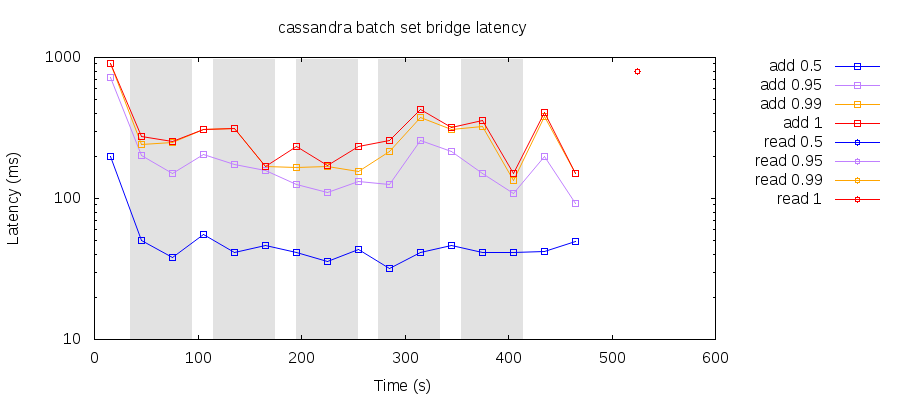 cassandra batch set bridge latency
1000
100
10
Latency (ms)
0 100 200 300 400 500 600
Time (s)
add 0.5
add 0.95
add 0.99
add 1
read 0.5
read 0.95
read 0.99
read 1